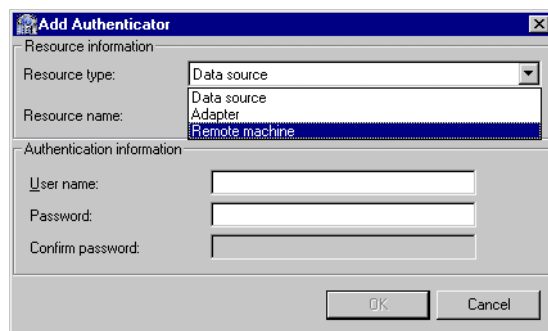 Add Authenticator
Resource information
Resource type:
Data source
Data source
Adapter
Resource name:
Remote machine
Authentication information
User name:
Password:
Confirm password:
OK
Cancel